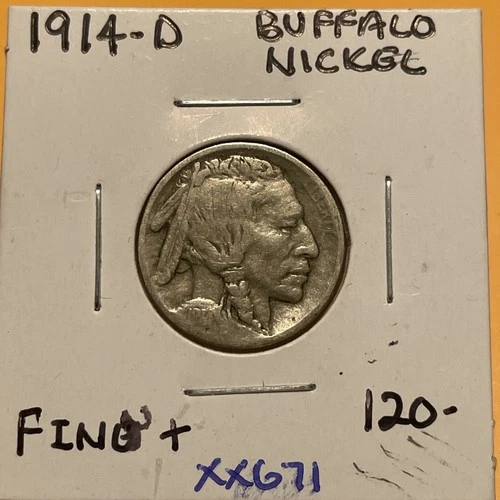 1914-D
BUFFALO
NICKEL
FINE +
120-
XX671